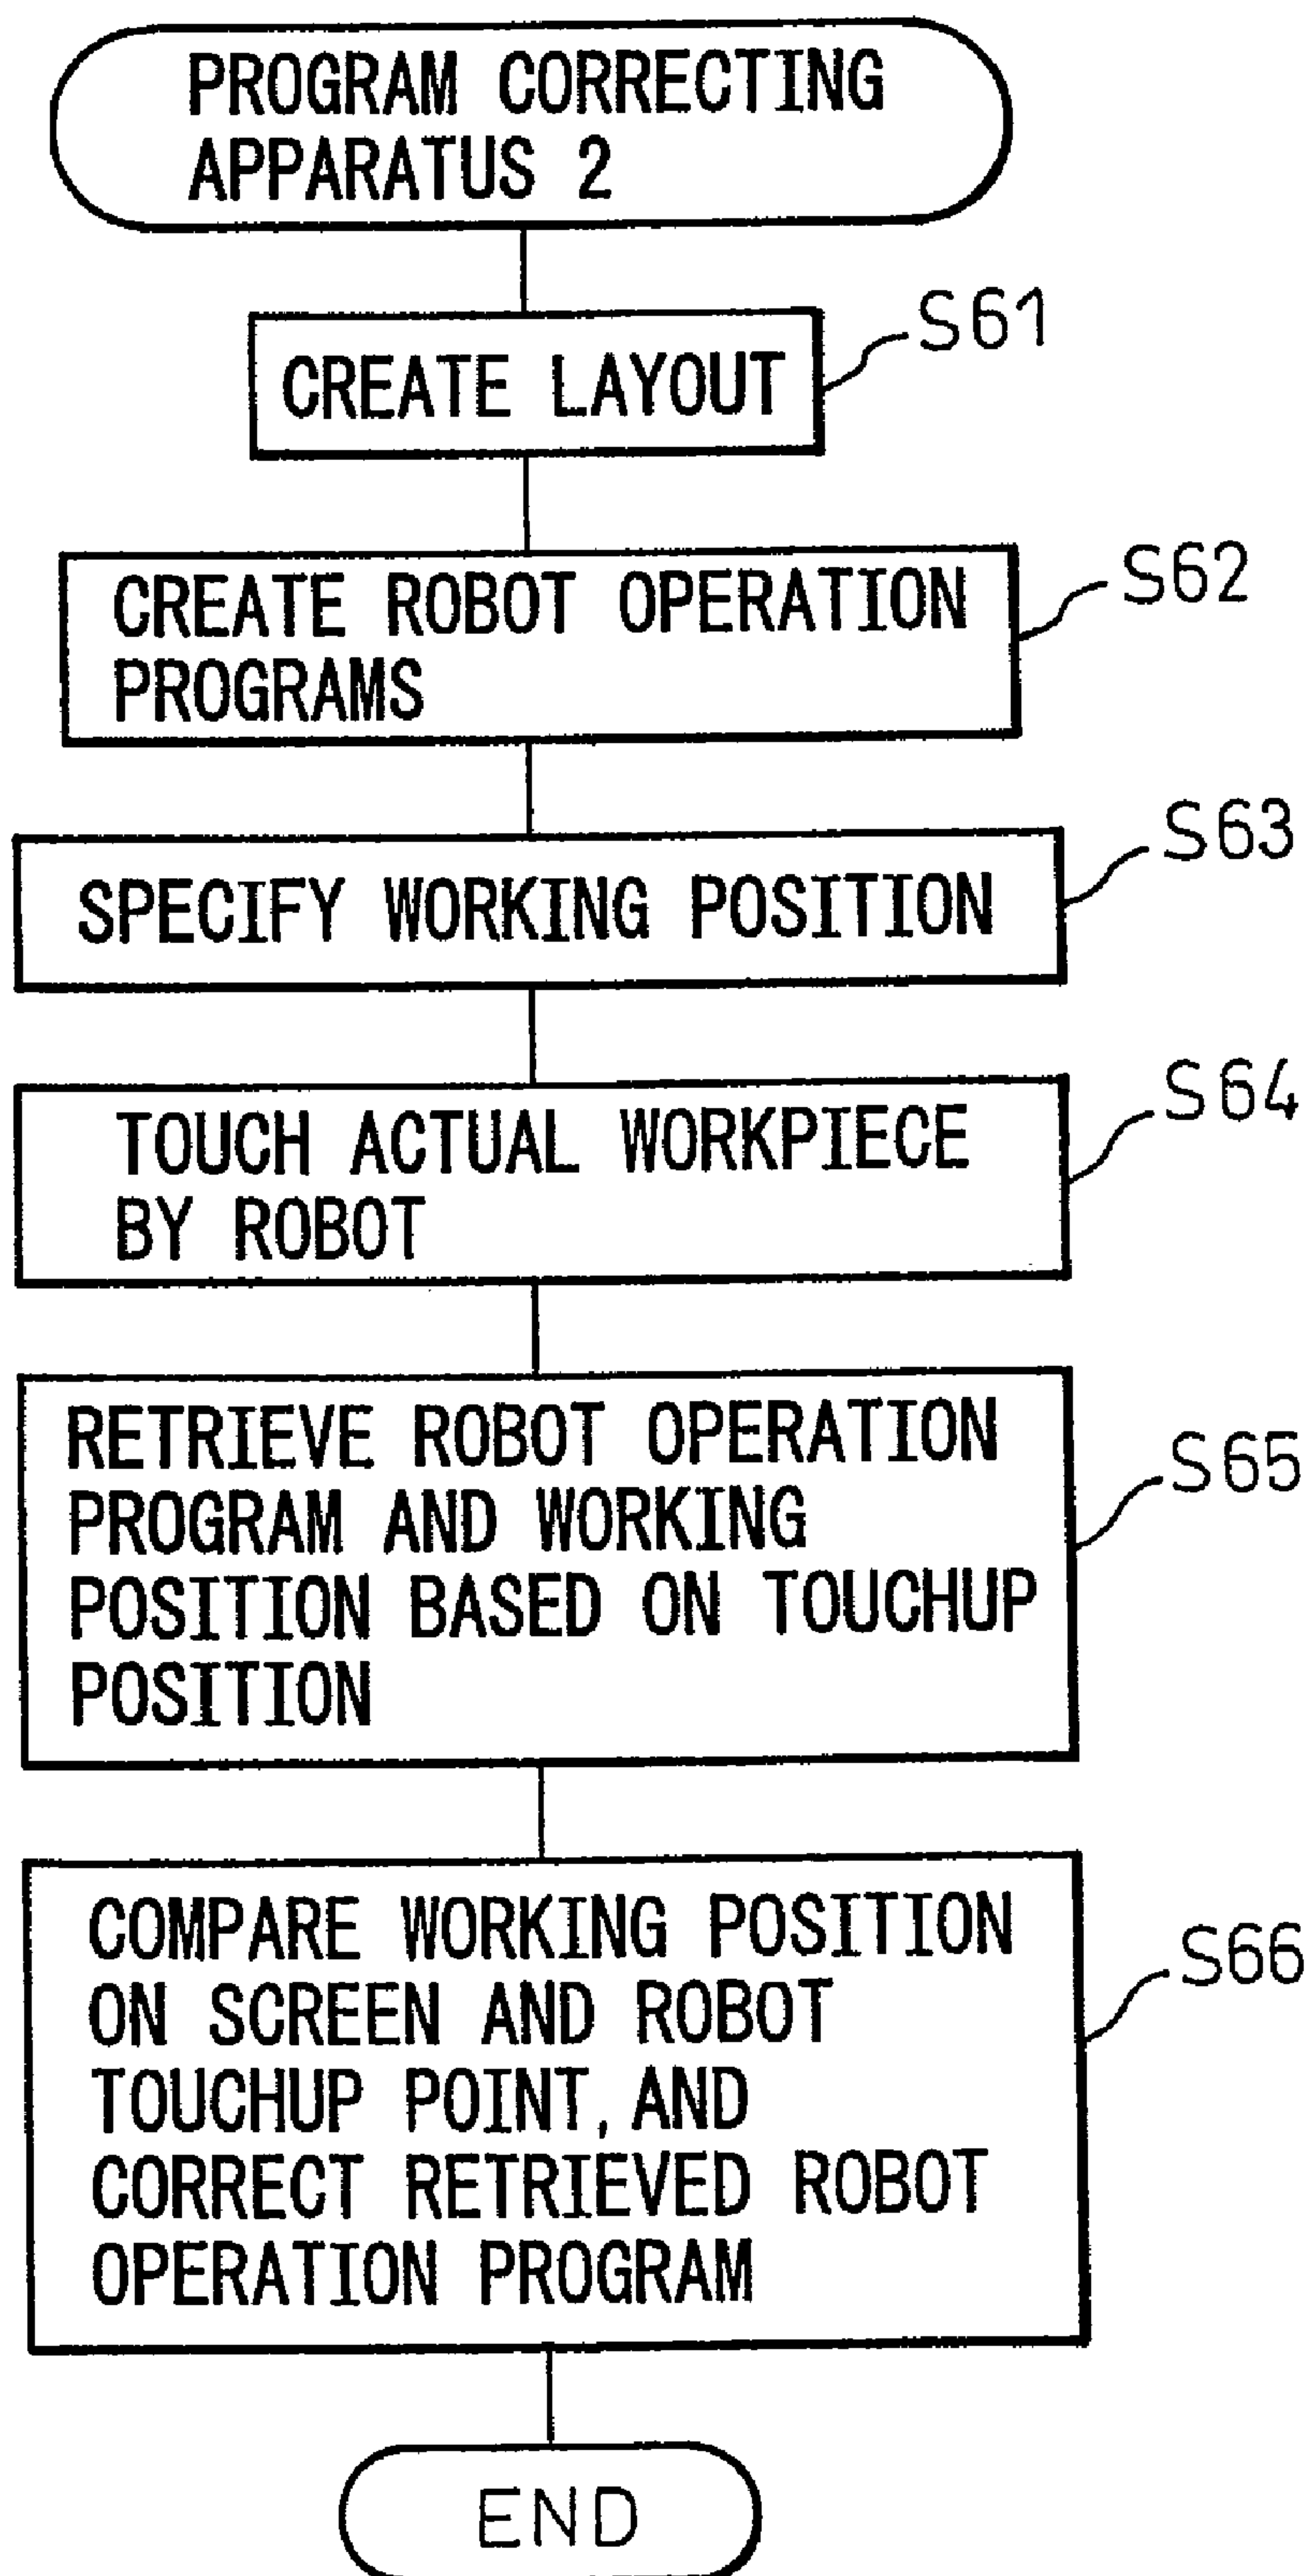 PROGRAM CORRECTING
APPARATUS 2
CREATE LAYOUT
S61
CREATE ROBOT OPERATION
PROGRAMS
S62
SPECIFY WORKING POSITION
S63
TOUCH ACTUAL WORKPIECE
BY ROBOT
S64
RETRIEVE ROBOT OPERATION
PROGRAM AND WORKING
POSITION BASED ON TOUCHUP
POSITION
S65
COMPARE WORKING POSITION
ON SCREEN AND ROBOT
TOUCHUP POINT, AND
CORRECT RETRIEVED ROBOT
OPERATION PROGRAM
S66
END